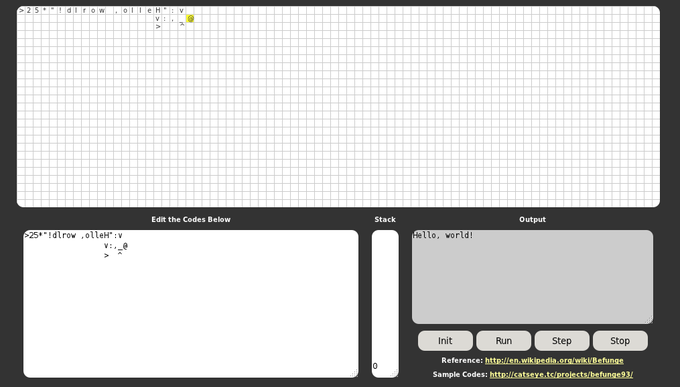 >25*"!dlrow ,olleH":v
v:,_@
>  ^
Edit the Codes Below
Stack
Output
>25*"!dlrow ,olleH":v
                 v:,_@
                 >  ^
0
Hello, world!
Init
Run
Step
Stop
Reference: http://en.wikipedia.org/wiki/Befunge
Sample Codes: http://catseye.tc/projects/befunge93/